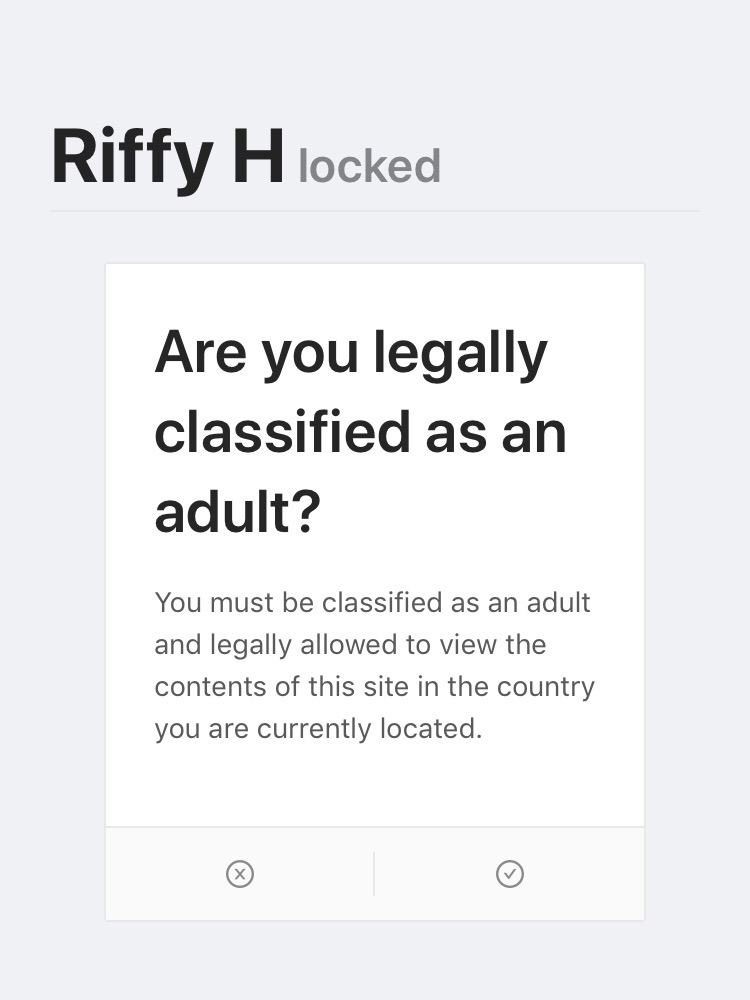 Riffy H locked
Are you legally
classified as an
adult?
You must be classified as an adult
and legally allowed to view the
contents of this site in the country
you are currently located.